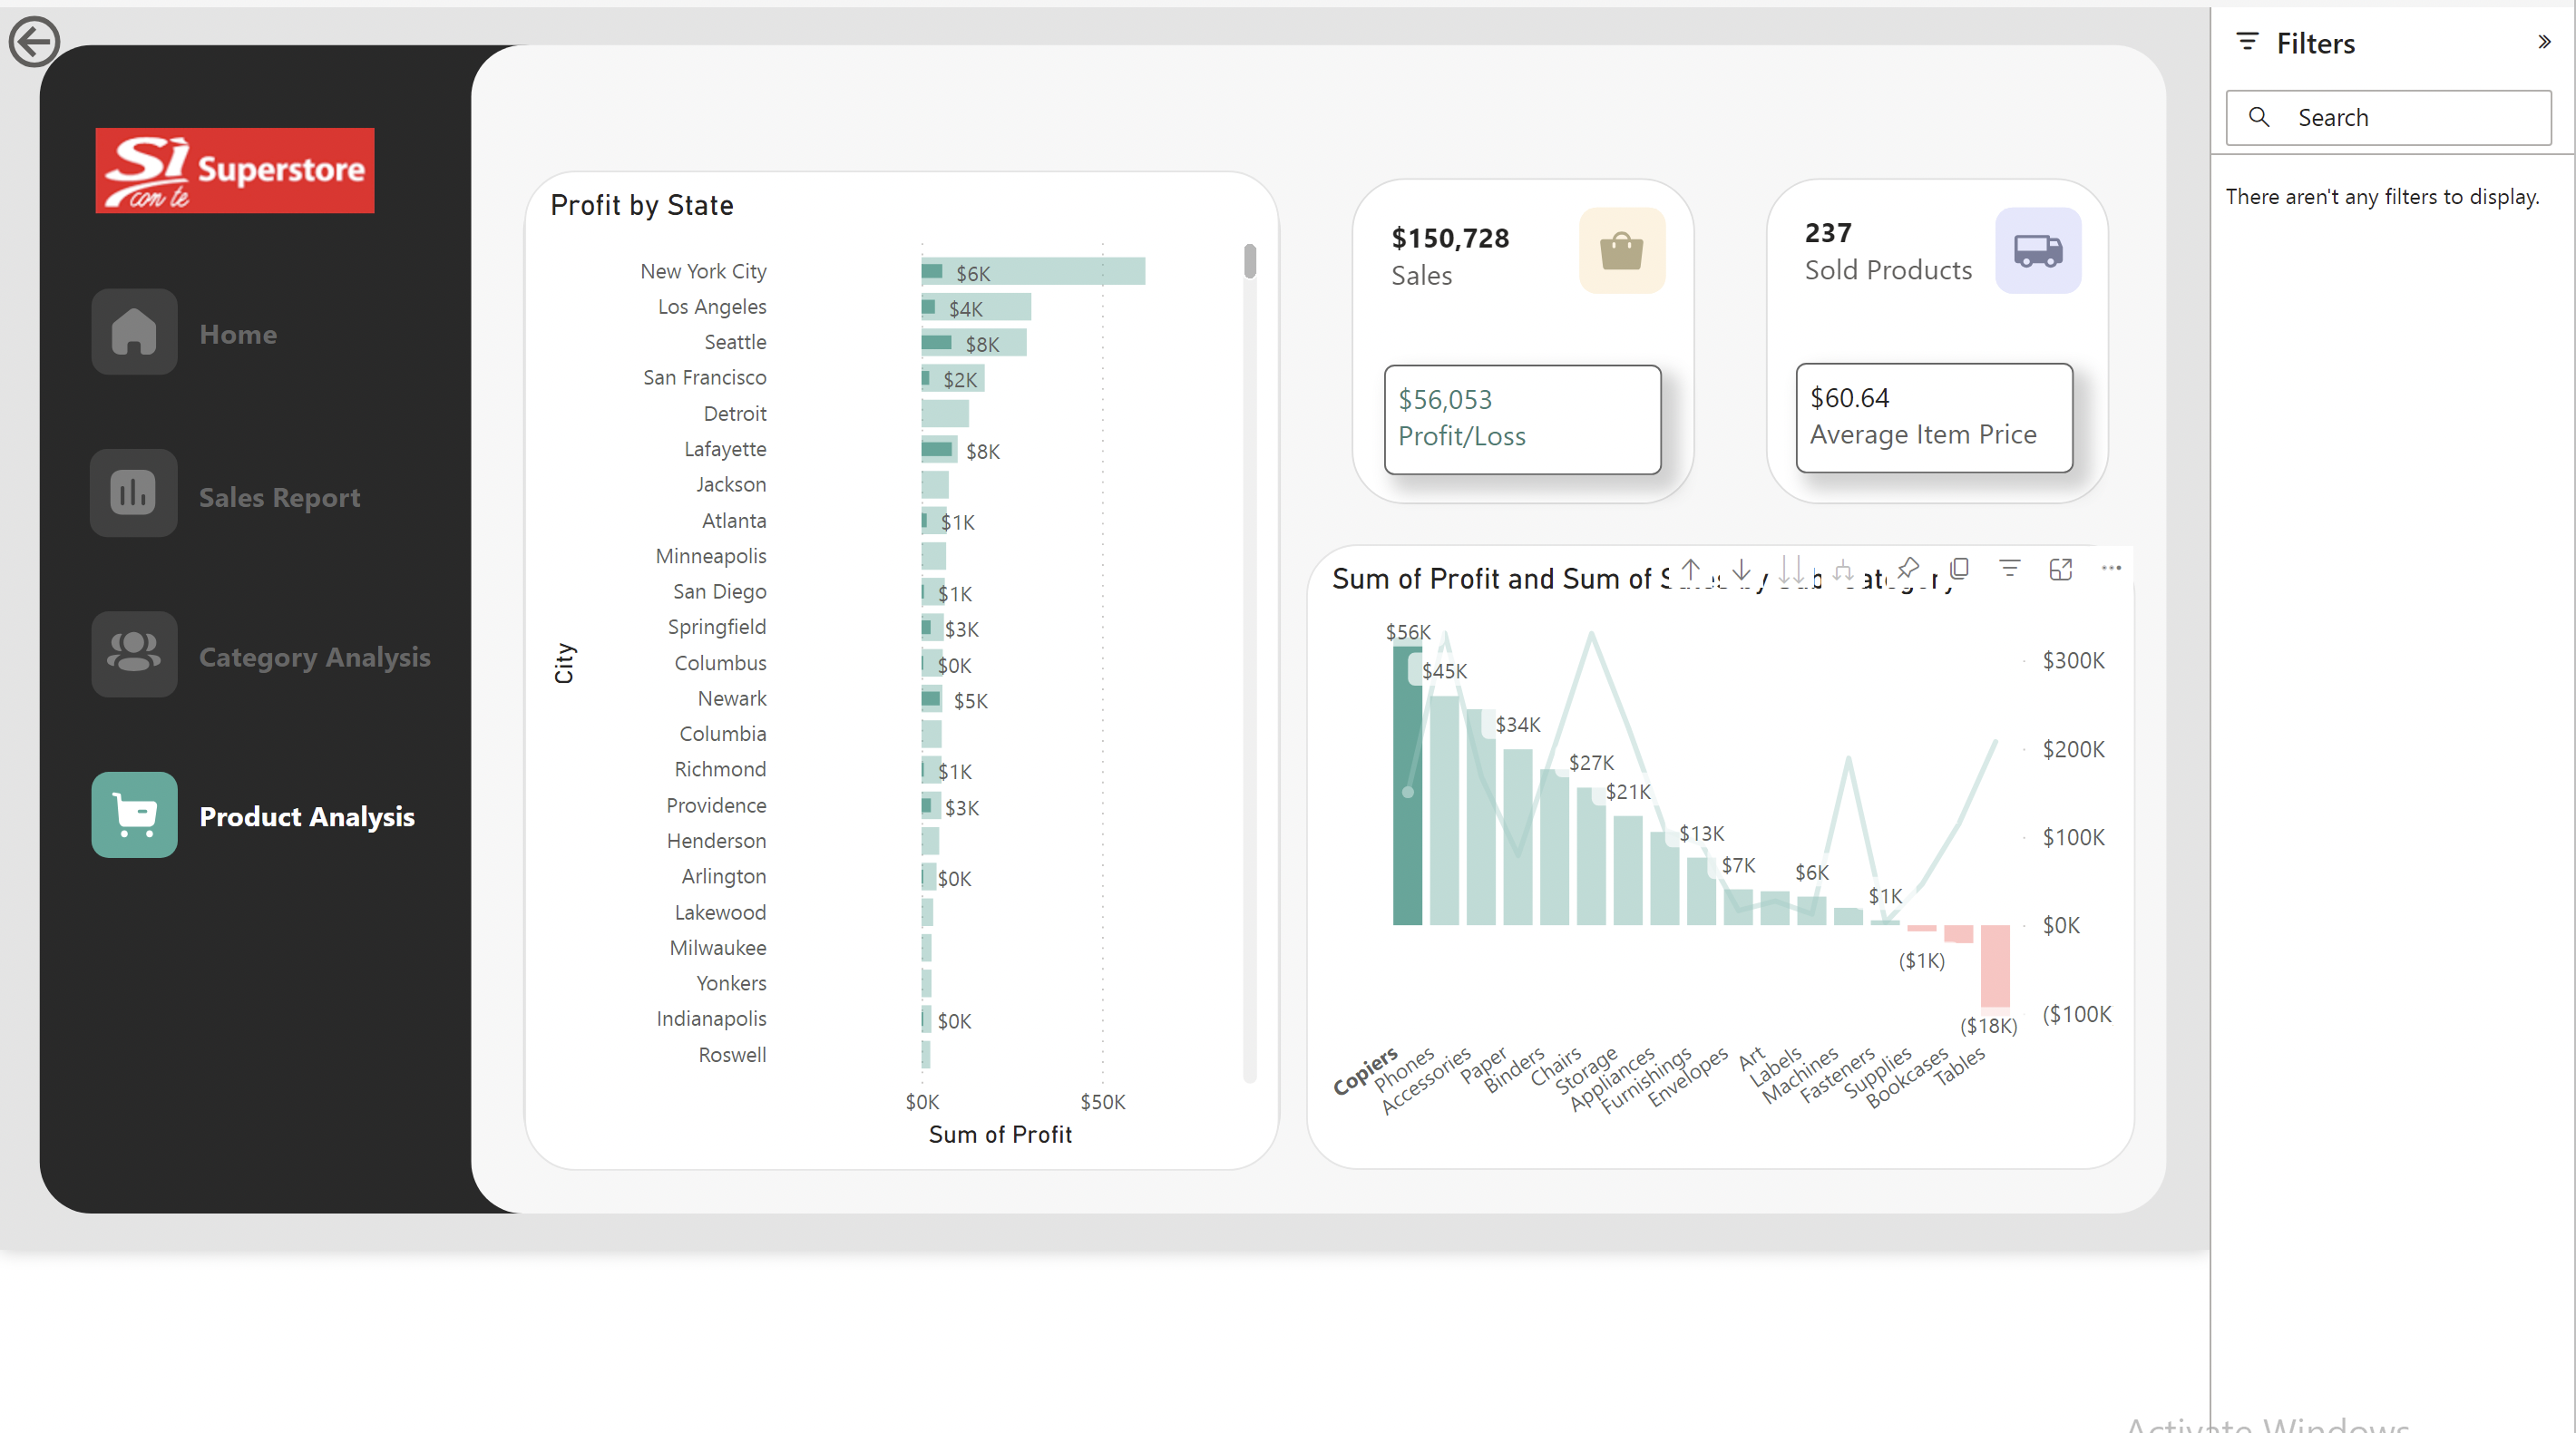 Filters
Search
There aren't any filters to display.
Sì
con te
Superstore
Home
Sales Report
Category Analysis
Product Analysis
Profit by State
City
New York City
$6K
Los Angeles
$4K
Seattle
$8K
San Francisco
$2K
Detroit
Lafayette
$8K
Jackson
Atlanta
$1K
Minneapolis
San Diego
$1K
Springfield
$3K
Columbus
$0K
Newark
$5K
Columbia
Richmond
$1K
Providence
$3K
Henderson
Arlington
$0K
Lakewood
Milwaukee
Yonkers
Indianapolis
$0K
Roswell
$0K
$50K
Sum of Profit
$150,728
Sales
$56,053
Profit/Loss
237
Sold Products
$60.64
Average Item Price
Sum of Profit and Sum of Sales by Sub-Category
$56K
$45K
$34K
$27K
$21K
$13K
$7K
$6K
$1K
($1K)
($18K)
$300K
$200K
$100K
$0K
($100K
Copiers
Phones
Accessories
Paper
Binders
Chairs
Storage
Appliances
Furnishings
Envelopes
Art
Labels
Machines
Fasteners
Supplies
Bookcases
Tables
Activate Windows